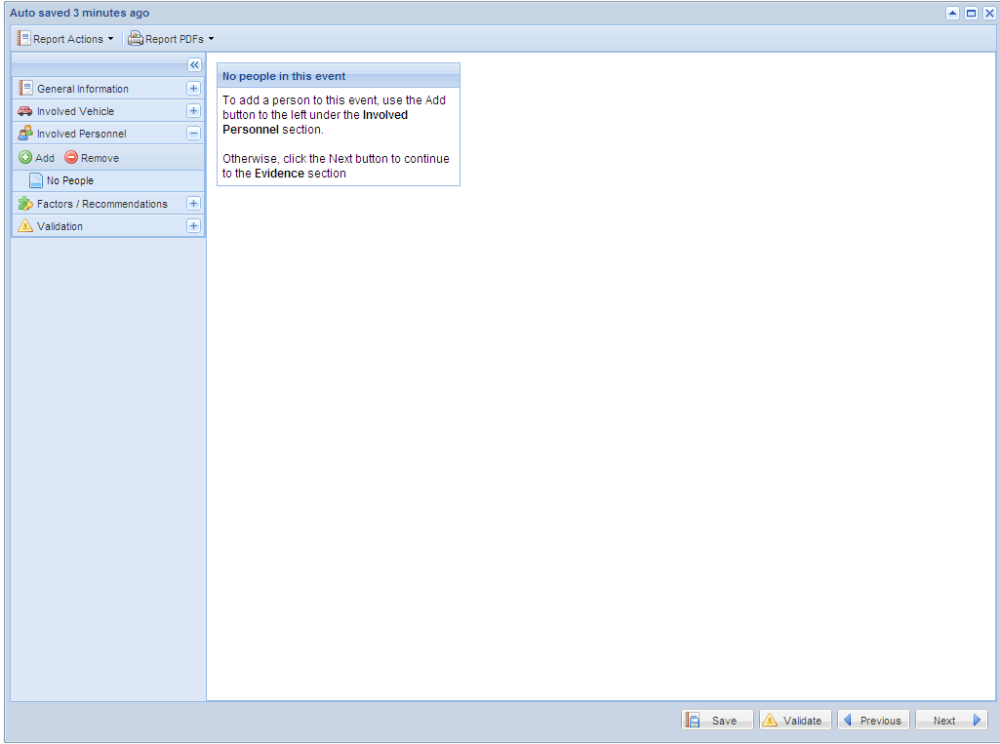 Auto saved 3 minutes ago
Report Actions Report PDFs
General Information
Involved Vehicle
Involved Personnel
Add Remove
No People
Factors / Recommendations
Validation
No people in this event
To add a person to this event, use the Add
button to the left under the Involved
Personnel section.
Otherwise, click the Next button to continue
to the Evidence section
Save Validate Previous Next